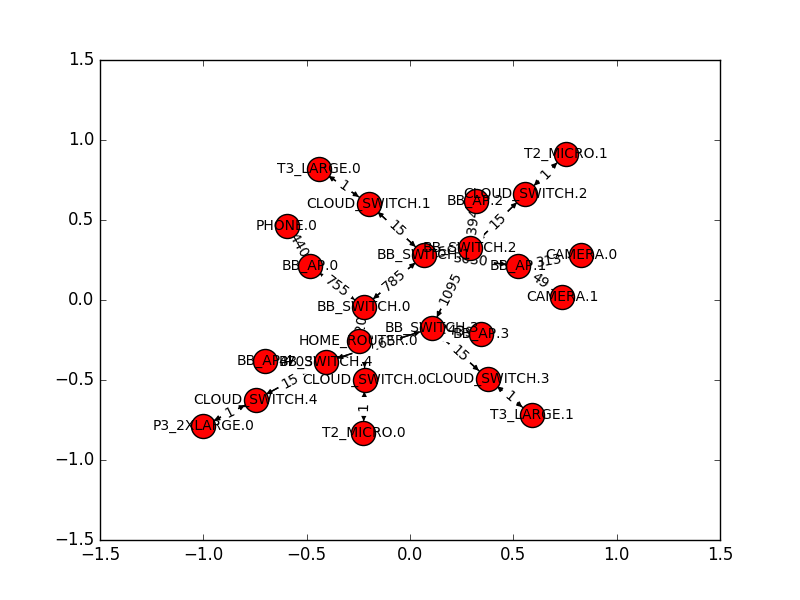 1.5
1.0
0.5
0.0
−0.5
−1.0
−1.5
−1.5
−1.0
−0.5
0.0
0.5
1.0
1.5
T2_MICRO.1
1
T3_LARGE.0
1
CLOUD_SWITCH.2
BB_AP.2
CLOUD_SWITCH.1
394
15
PHONE.0
15
440
BB_SWITCH.2
CAMERA.0
313
BB_AP.1
BB_AP.0
49
755
785
1095
CAMERA.1
BB_SWITCH.0
HOME_ROUTER.0
BB_AP.3
15
BB_SWITCH.4
CLOUD_SWITCH.0
CLOUD_SWITCH.3
15
CLOUD_SWITCH.4
1
1
1
T3_LARGE.1
P3_2XLARGE.0
T2_MICRO.0